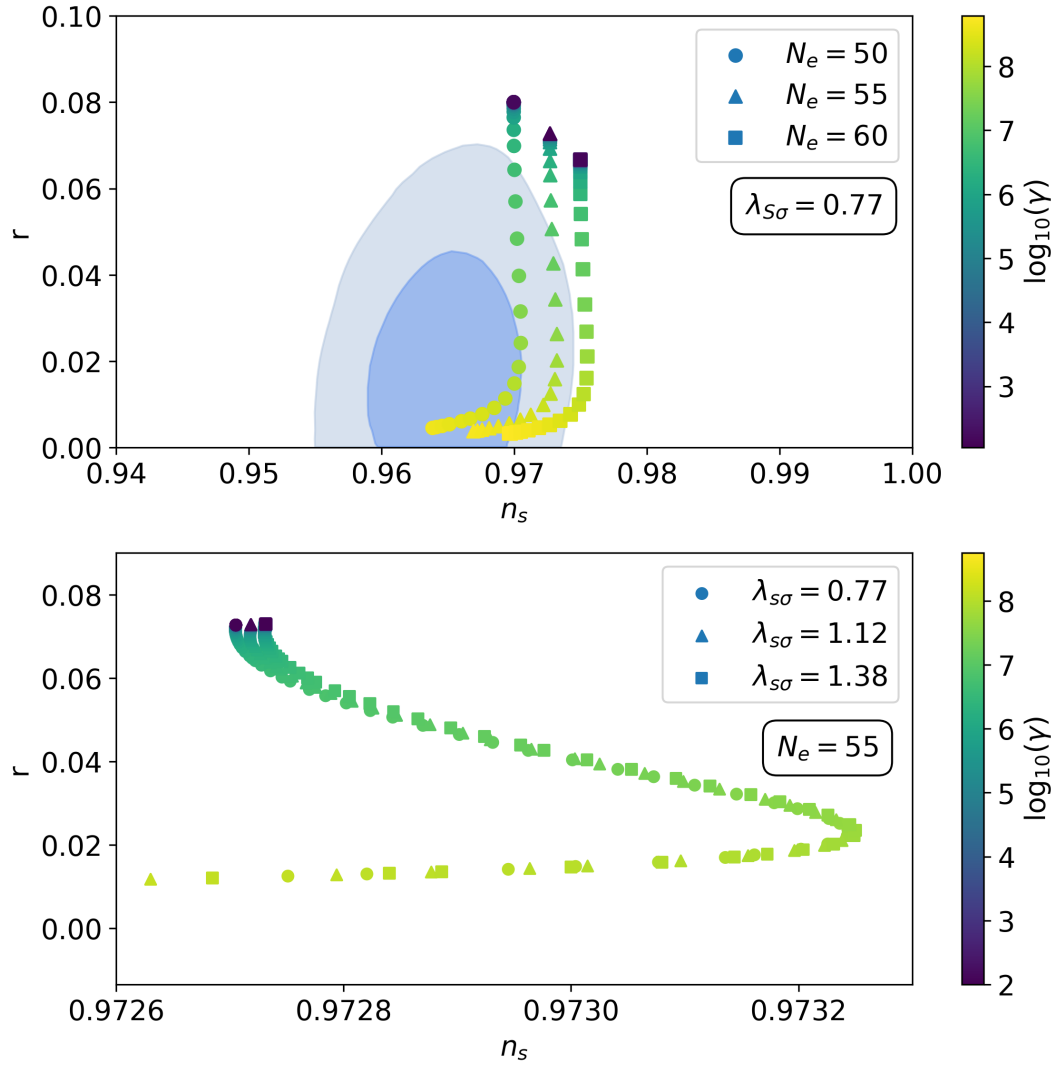 0.10
0.08
0.06
0.04
0.02
0.00
r
0.94
0.95
0.96
0.97
0.98
0.99
1.00
n_s
N_e = 50
N_e = 55
N_e = 60
λ_{Sσ} = 0.77
8
7
6
5
4
3
log₁₀(γ)
0.08
0.06
0.04
0.02
0.00
r
0.9726
0.9728
0.9730
0.9732
n_s
λ_{sσ} = 0.77
λ_{sσ} = 1.12
λ_{sσ} = 1.38
N_e = 55
8
7
6
5
4
3
2
log₁₀(γ)